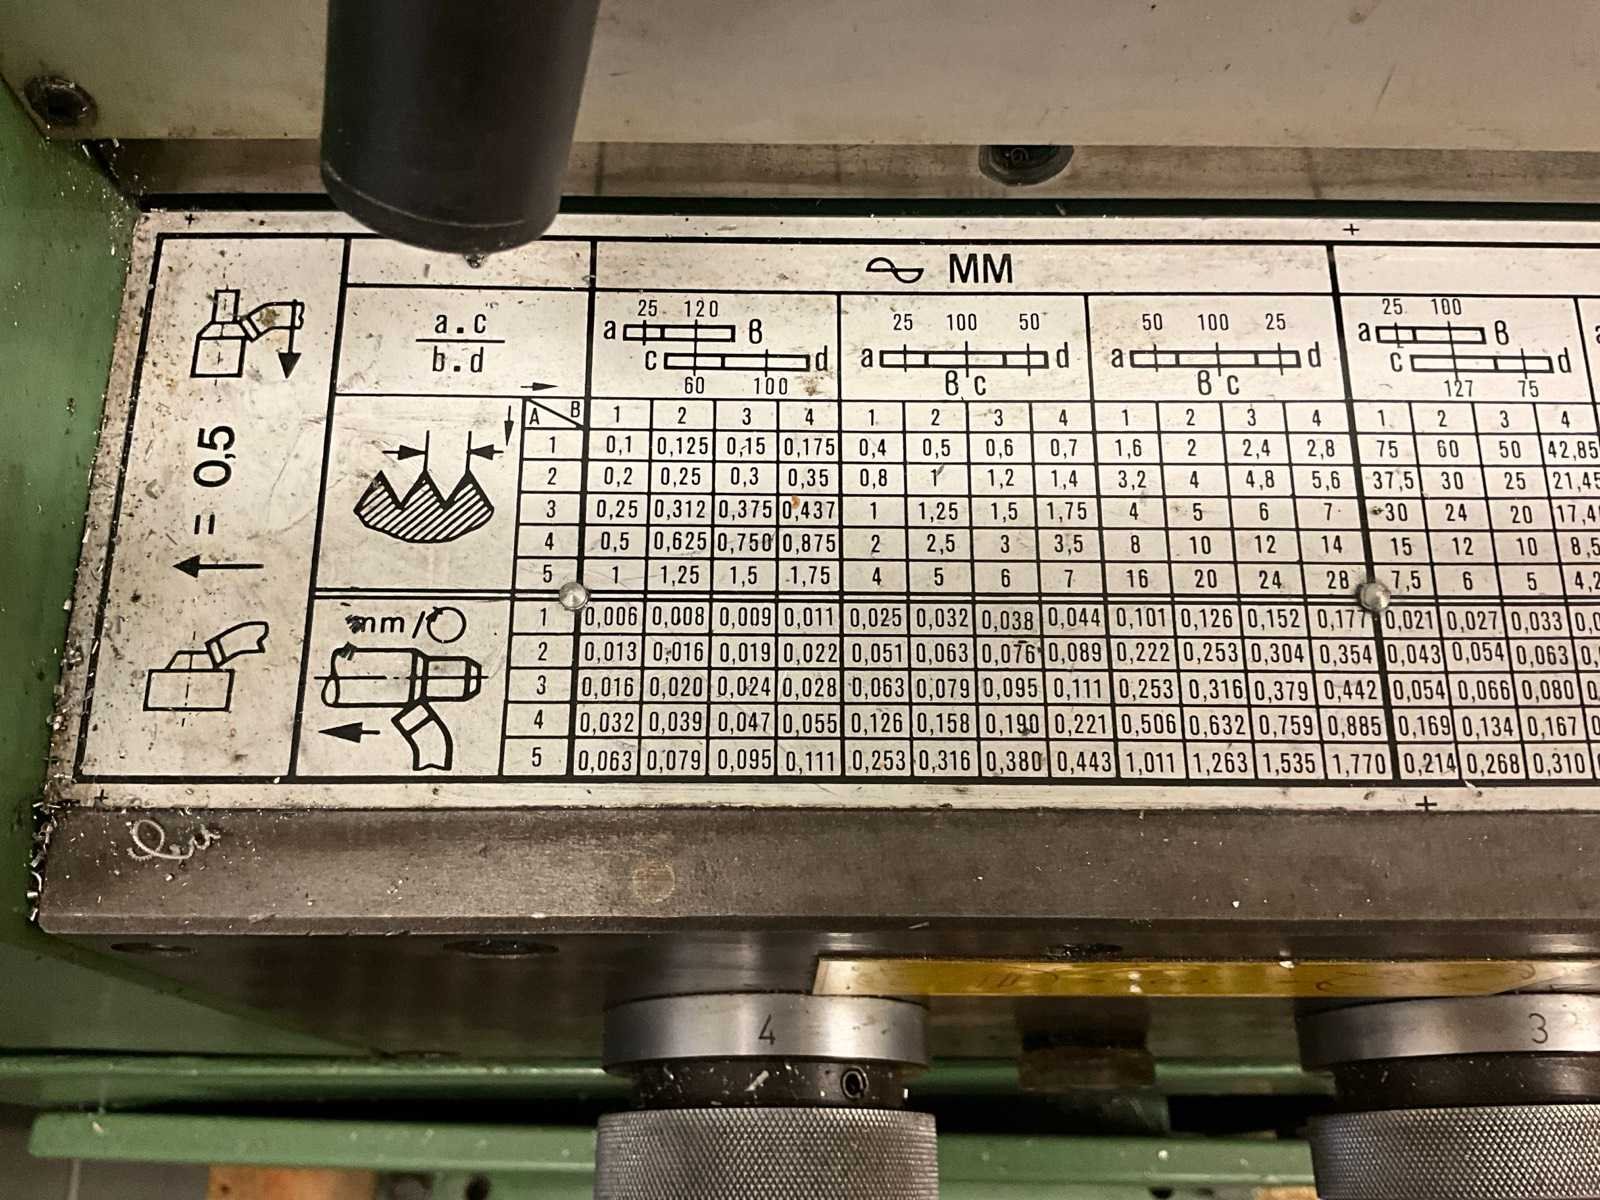 MM
25 120
a B
c d
60 100
25 100 50
a d
B c
50 100 25
a d
B c
25 100
a B
c d
127 75
a.c
b.d
= 0,5
A B 1 2 3 4 1 2 3 4 1 2 3 4 1 2 3 4
1 0,1 0,125 0,15 0,175 0,4 0,5 0,6 0,7 1,6 2 2,4 2,8 75 60 50 42,85
2 0,2 0,25 0,3 0,35 0,8 1 1,2 1,4 3,2 4 4,8 5,6 37,5 30 25 21,45
3 0,25 0,312 0,375 0,437 1 1,25 1,5 1,75 4 5 6 7 30 24 20 17,4
4 0,5 0,625 0,750 0,875 2 2,5 3 3,5 8 10 12 14 15 12 10 8,5
5 1 1,25 1,5 1,75 4 5 6 7 16 20 24 28 7,5 6 5 4,2
mm/
1 0,006 0,008 0,009 0,011 0,025 0,032 0,038 0,044 0,101 0,126 0,152 0,177 0,021 0,027 0,033
2 0,013 0,016 0,019 0,022 0,051 0,063 0,076 0,089 0,222 0,253 0,304 0,354 0,043 0,054 0,063
3 0,016 0,020 0,024 0,028 0,063 0,079 0,095 0,111 0,253 0,316 0,379 0,442 0,054 0,066 0,080
4 0,032 0,039 0,047 0,055 0,126 0,158 0,190 0,221 0,506 0,632 0,759 0,885 0,169 0,134 0,167
5 0,063 0,079 0,095 0,111 0,253 0,316 0,380 0,443 1,011 1,263 1,535 1,770 0,214 0,268 0,310
4
3